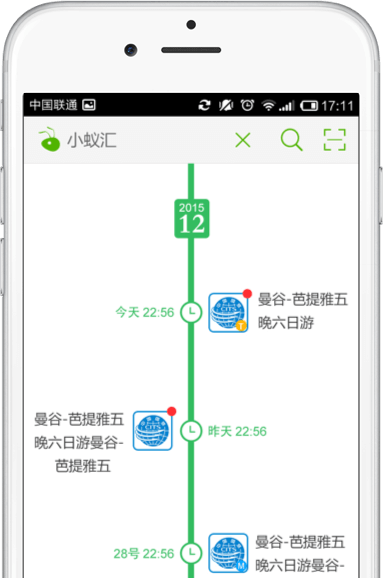 中国联通 17:11
小蚁汇
2015
12
今天 22:56
曼谷-芭提雅五
晚六日游
曼谷-芭提雅五
晚六日游曼谷-
芭提雅五
昨天 22:56
28号 22:56
曼谷-芭提雅五
晚六日游曼谷-
CITS
T
CITS
M